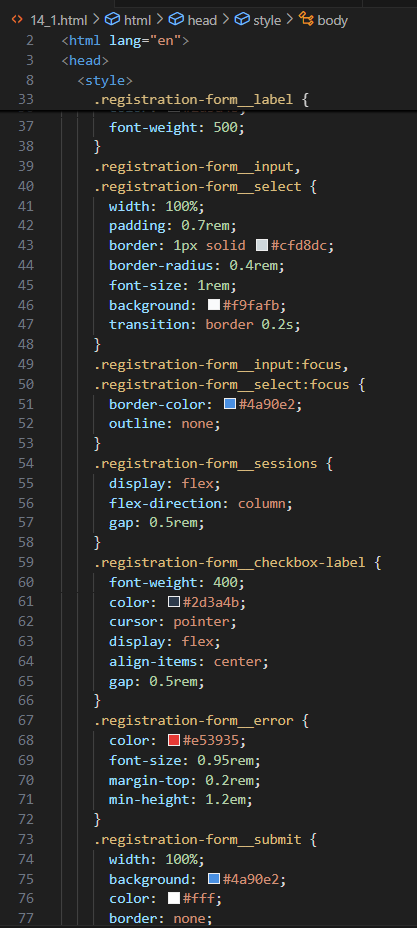 14_1.html > html > head > style > body
2 <html lang="en">
3 <head>
8 <style>
33 .registration-form__label {
37 font-weight: 500;
38 }
39 .registration-form__input,
40 .registration-form__select {
41 width: 100%;
42 padding: 0.7rem;
43 border: 1px solid #cfd8dc;
44 border-radius: 0.4rem;
45 font-size: 1rem;
46 background: #f9fafb;
47 transition: border 0.2s;
48 }
49 .registration-form__input:focus,
50 .registration-form__select:focus {
51 border-color: #4a90e2;
52 outline: none;
53 }
54 .registration-form__sessions {
55 display: flex;
56 flex-direction: column;
57 gap: 0.5rem;
58 }
59 .registration-form__checkbox-label {
60 font-weight: 400;
61 color: #2d3a4b;
62 cursor: pointer;
63 display: flex;
64 align-items: center;
65 gap: 0.5rem;
66 }
67 .registration-form__error {
68 color: #e53935;
69 font-size: 0.95rem;
70 margin-top: 0.2rem;
71 min-height: 1.2em;
72 }
73 .registration-form__submit {
74 width: 100%;
75 background: #4a90e2;
76 color: #fff;
77 border: none;